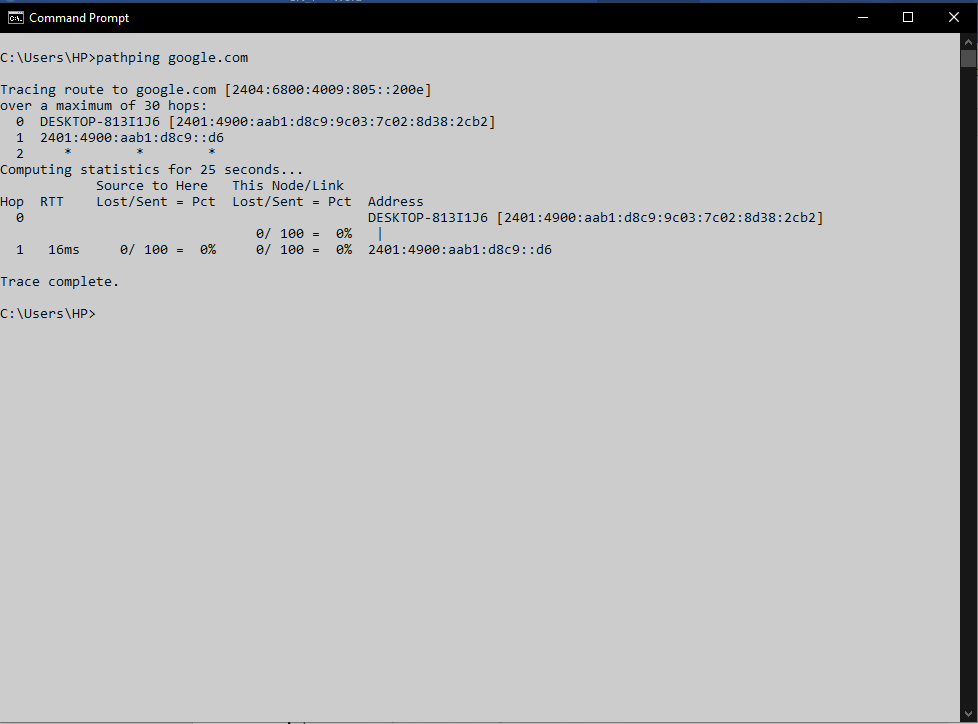 Command Prompt
C:\Users\HP>pathping google.com
Tracing route to google.com [2404:6800:4009:805::200e]
over a maximum of 30 hops:
  0  DESKTOP-813I1J6 [2401:4900:aab1:d8c9:9c03:7c02:8d38:2cb2]
  1  2401:4900:aab1:d8c9::d6
  2     *        *        *
Computing statistics for 25 seconds...
            Source to Here   This Node/Link
Hop  RTT    Lost/Sent = Pct  Lost/Sent = Pct  Address
  0                                           DESKTOP-813I1J6 [2401:4900:aab1:d8c9:9c03:7c02:8d38:2cb2]
                                0/ 100 =  0%   |
  1   16ms     0/ 100 =  0%     0/ 100 =  0%  2401:4900:aab1:d8c9::d6
Trace complete.
C:\Users\HP>